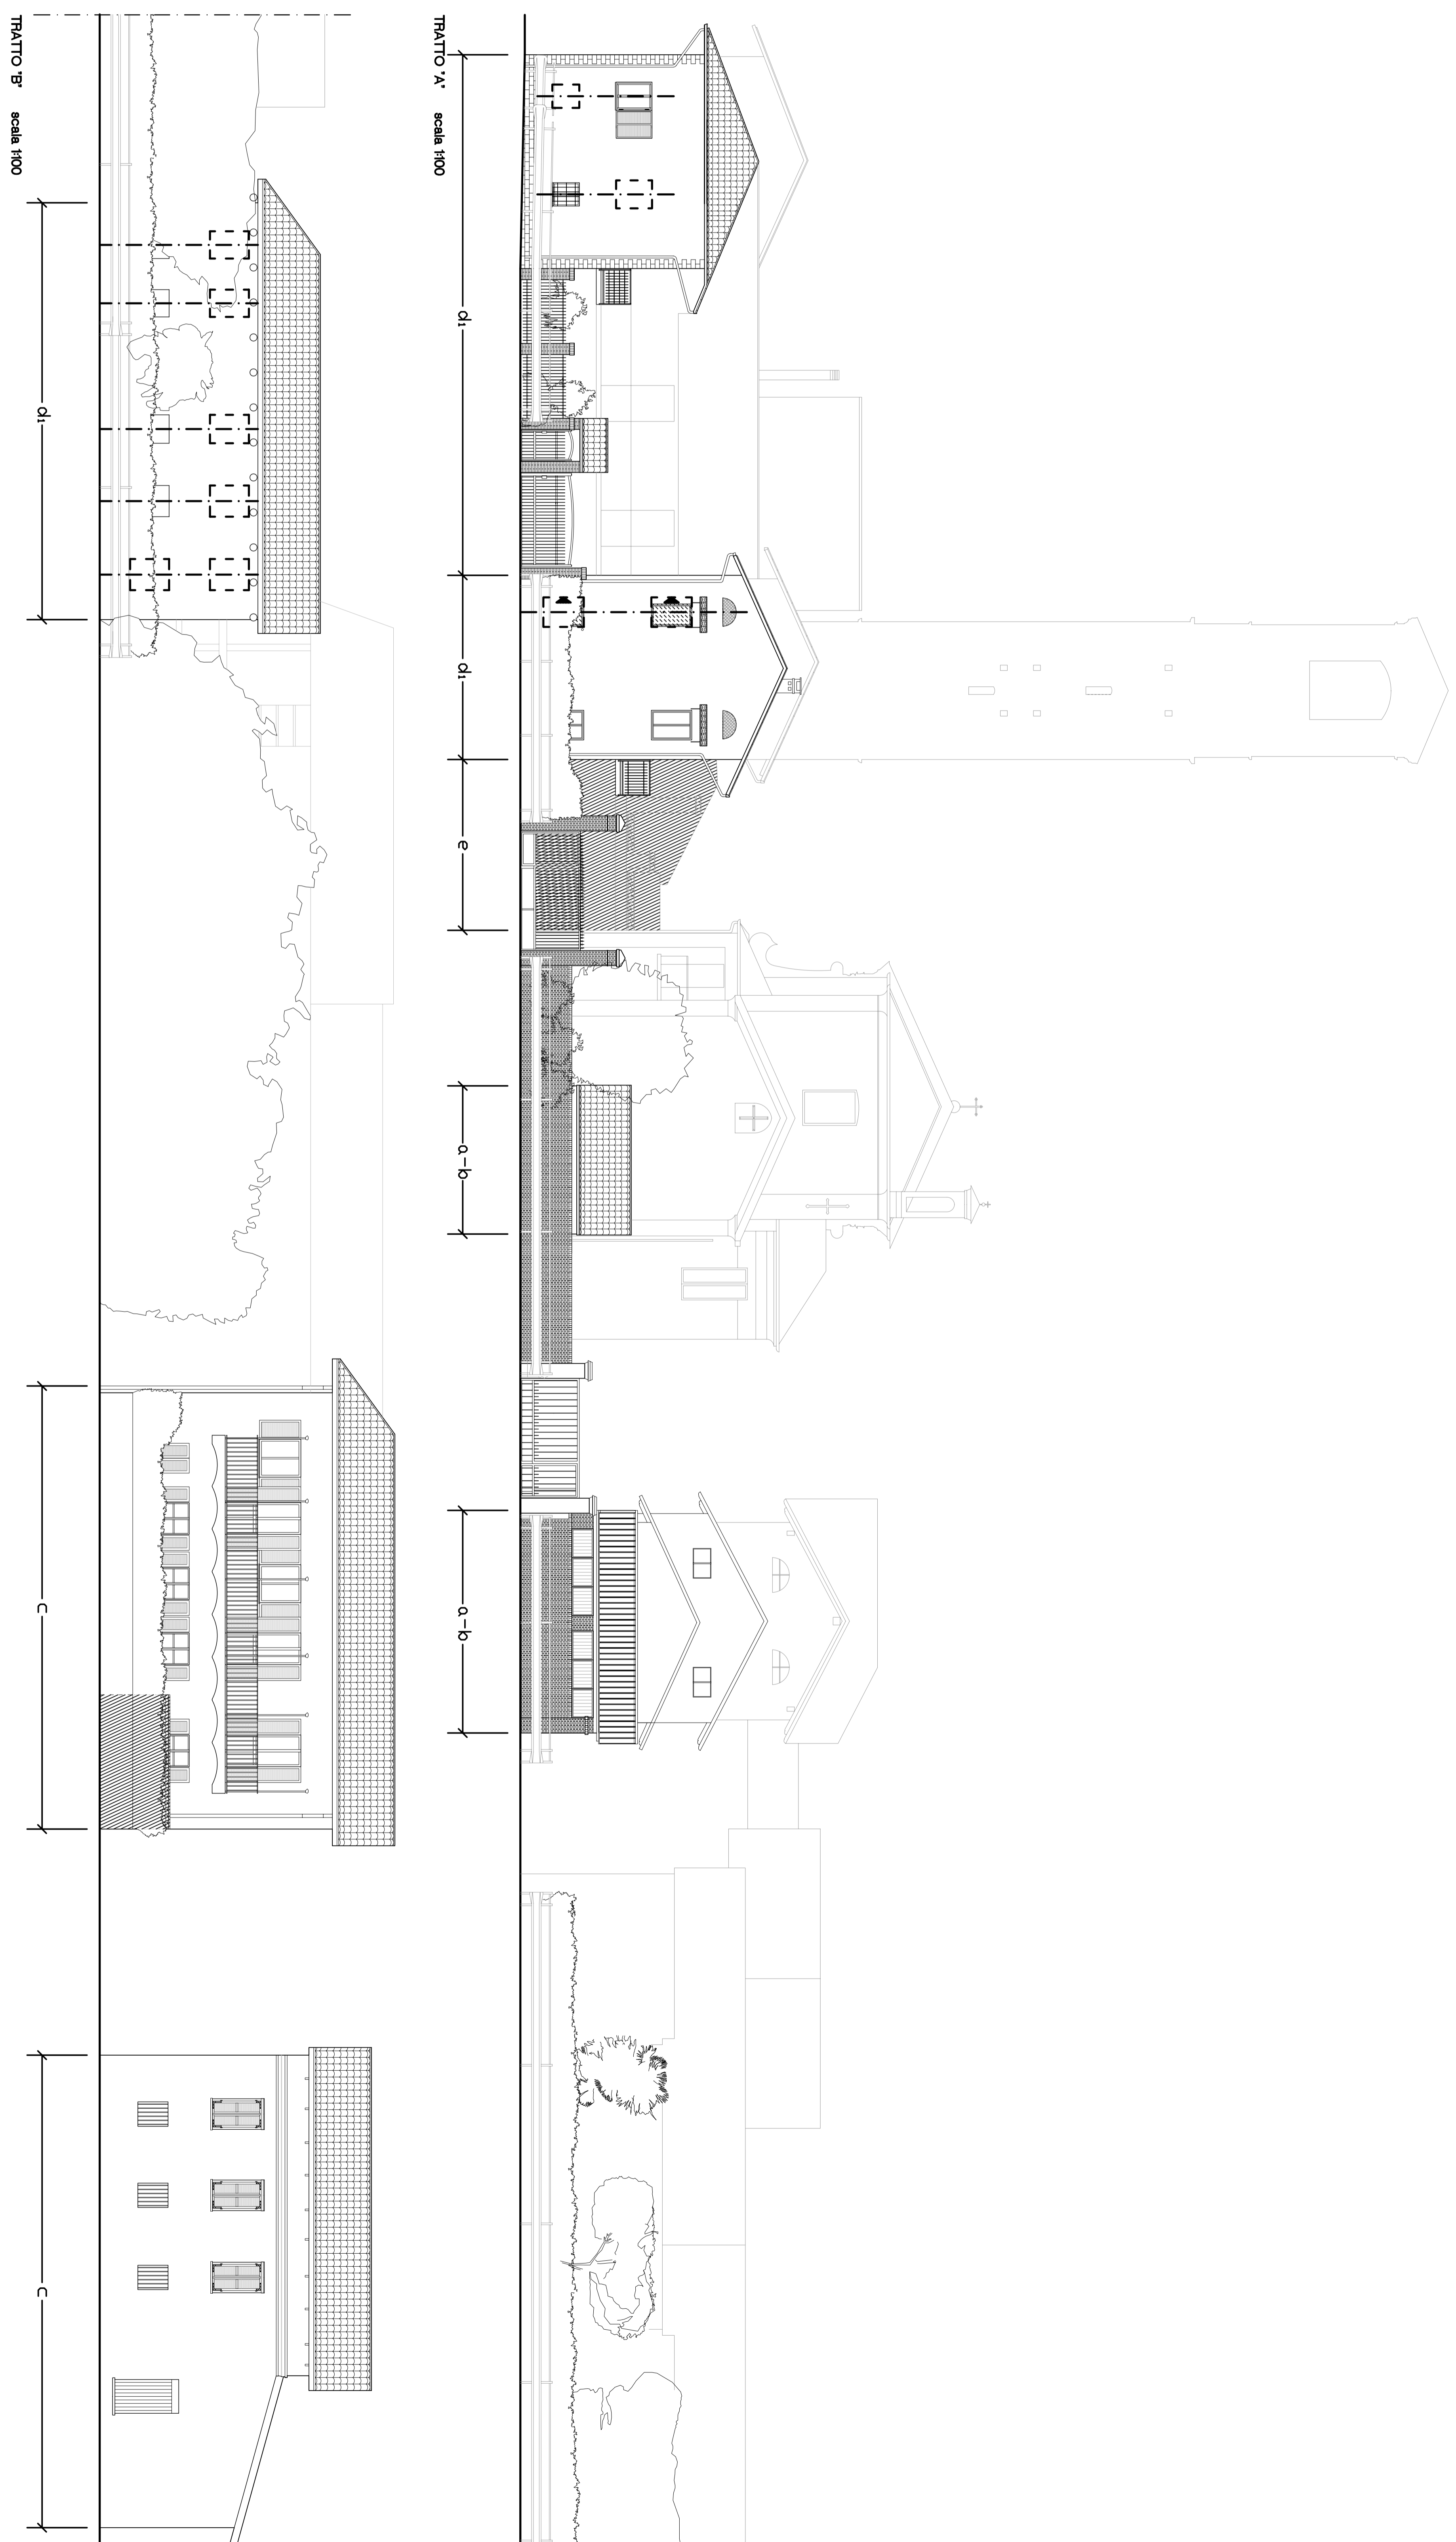 TRATTO "A" scala 1:100
d1
d1
e
a-b
a-b
TRATTO "B" scala 1:100
d1
c
c